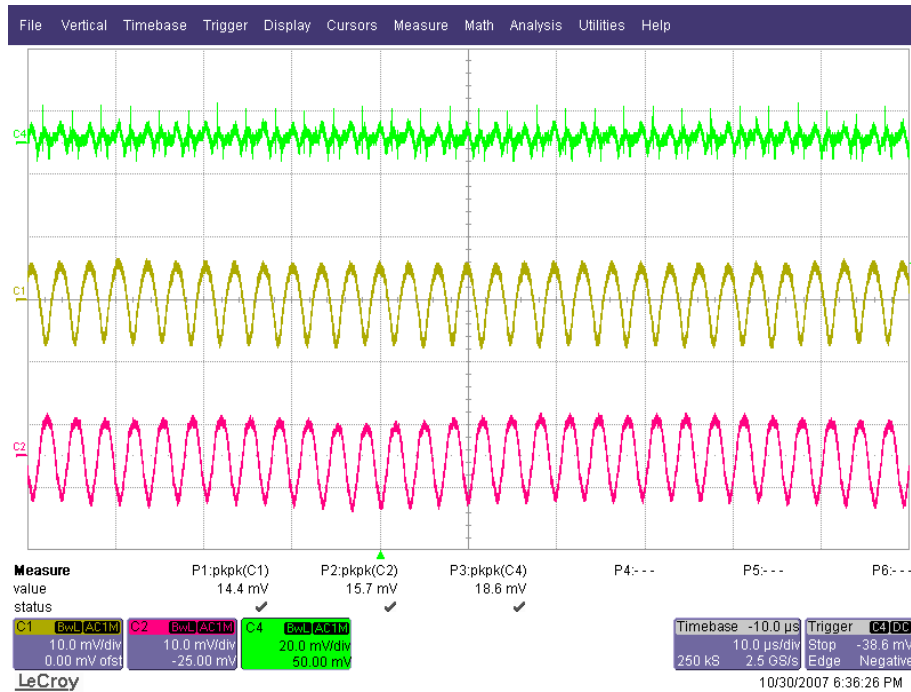 File Vertical Timebase Trigger Display Cursors Measure Math Analysis Utilities Help
C4
C1
C2
Measure P1:pkpk(C1) P2:pkpk(C2) P3:pkpk(C4) P4:- - - P5:- - - P6:- - -
value 14.4 mV 15.7 mV 18.6 mV
status
C1 BwL AC1M C2 BwL AC1M C4 BwL AC1M Timebase -10.0 µs Trigger C4 DC
10.0 mV/div 10.0 mV/div 20.0 mV/div 10.0 µs/div Stop -38.6 mV
0.00 mV ofst -25.00 mV 50.00 mV 250 kS 2.5 GS/s Edge Negative
LeCroy 10/30/2007 6:36:26 PM